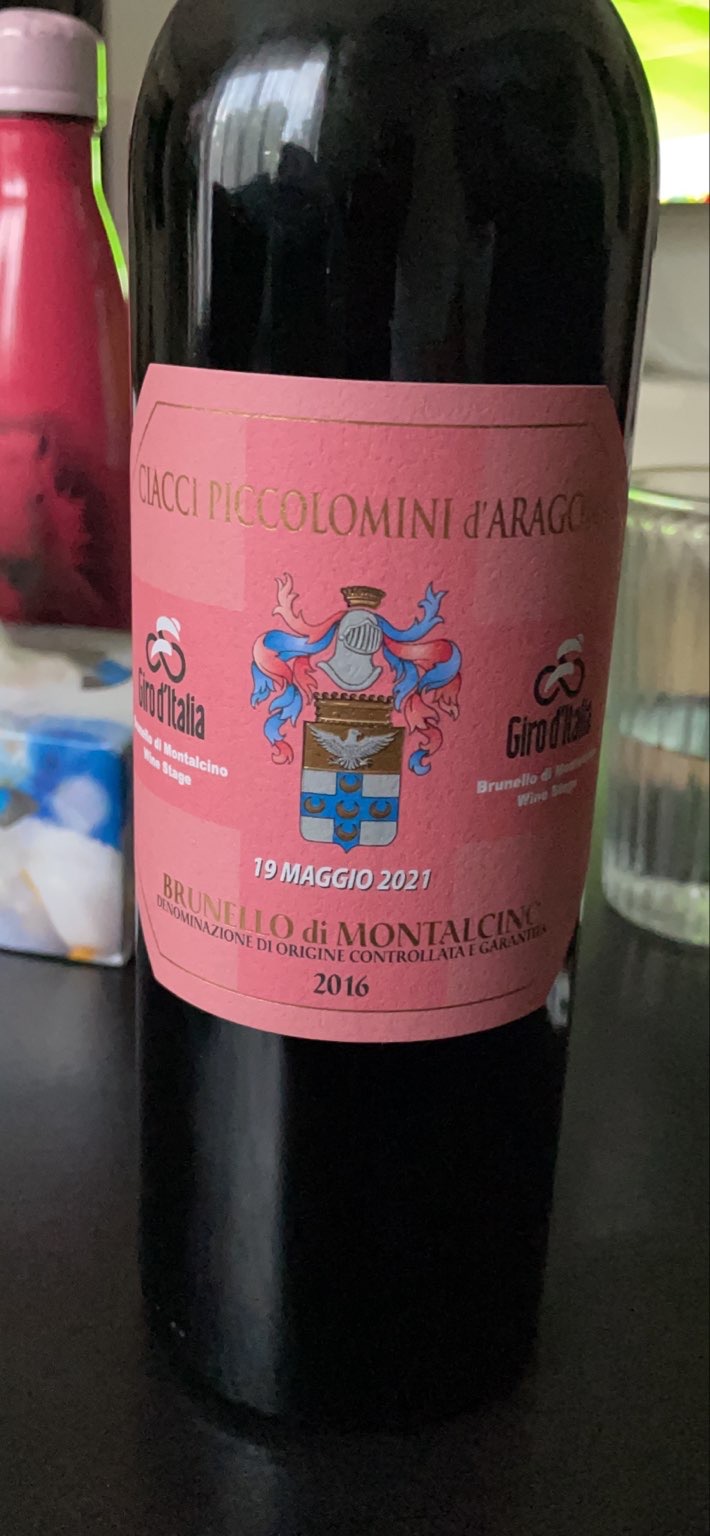 CIACCI PICCOLOMINI d'ARAGO
Giro d'Italia
di Montalcino
Wine Stage
Giro d'Italia
Brunello di
Wine Stage
19 MAGGIO 2021
BRUNELLO di MONTALCINO
DENOMINAZIONE DI ORIGINE CONTROLLATA E GARANTITA
2016